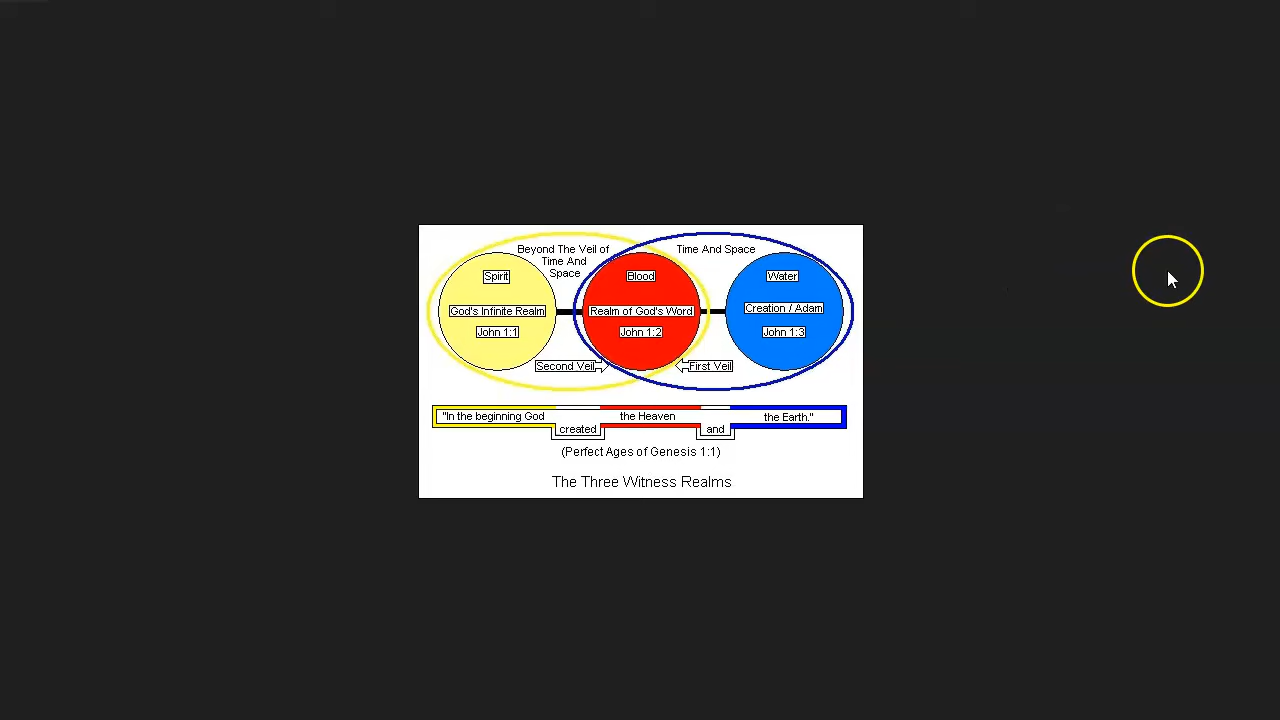 Beyond The Veil of
Time And
Space
Time And Space
Spirit
Blood
Water
God's Infinite Realm
Realm of God's Word
Creation / Adam
John 1:1
John 1:2
John 1:3
Second Veil
First Veil
"In the beginning God
the Heaven
the Earth."
created
and
(Perfect Ages of Genesis 1:1)
The Three Witness Realms